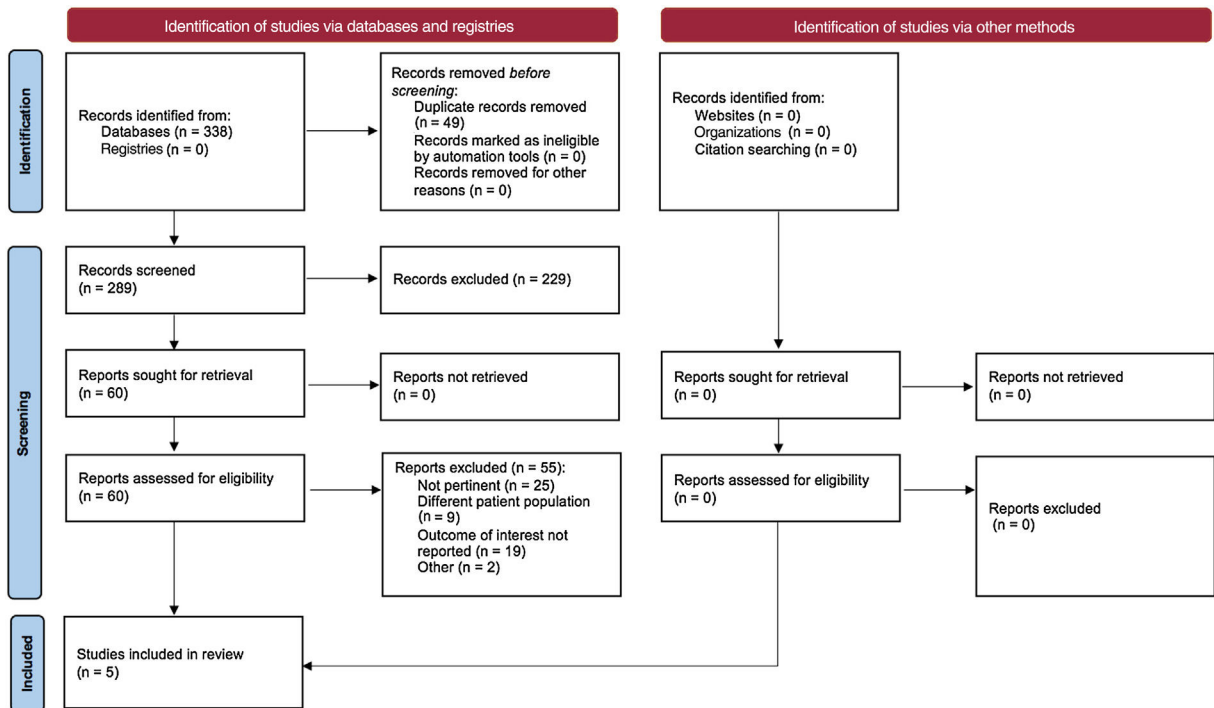 Identification of studies via databases and registries
Identification of studies via other methods
Identification
Records identified from:
Databases (n = 338)
Registries (n = 0)
Records removed before
screening:
Duplicate records removed
(n = 49)
Records marked as ineligible
by automation tools (n = 0)
Records removed for other
reasons (n = 0)
Records identified from:
Websites (n = 0)
Organizations (n = 0)
Citation searching (n = 0)
Screening
Records screened
(n = 289)
Records excluded (n = 229)
Reports sought for retrieval
(n = 60)
Reports not retrieved
(n = 0)
Reports sought for retrieval
(n = 0)
Reports not retrieved
(n = 0)
Reports assessed for eligibility
(n = 60)
Reports excluded (n = 55):
Not pertinent (n = 25)
Different patient population
(n = 9)
Outcome of interest not
reported (n = 19)
Other (n = 2)
Reports assessed for eligibility
(n = 0)
Reports excluded
(n = 0)
Included
Studies included in review
(n = 5)